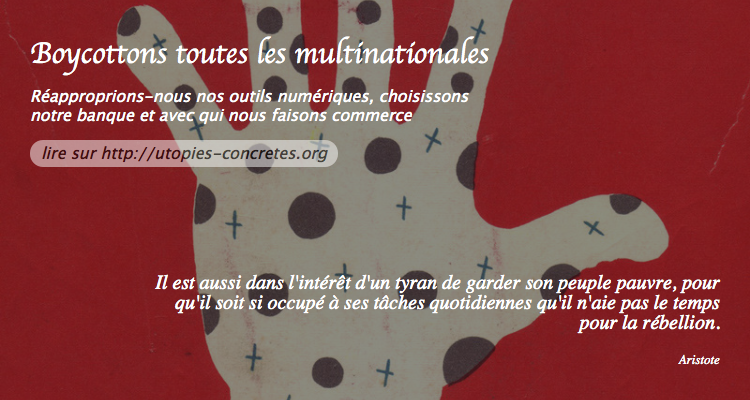 Boycottons toutes les multinationales
Réapproprions-nous nos outils numériques, choisissons
notre banque et avec qui nous faisons commerce
lire sur http://utopies-concretes.org
Il est aussi dans l'intérêt d'un tyran de garder son peuple pauvre, pour
qu'il soit si occupé à ses tâches quotidiennes qu'il n'aie pas le temps
pour la rébellion.
Aristote